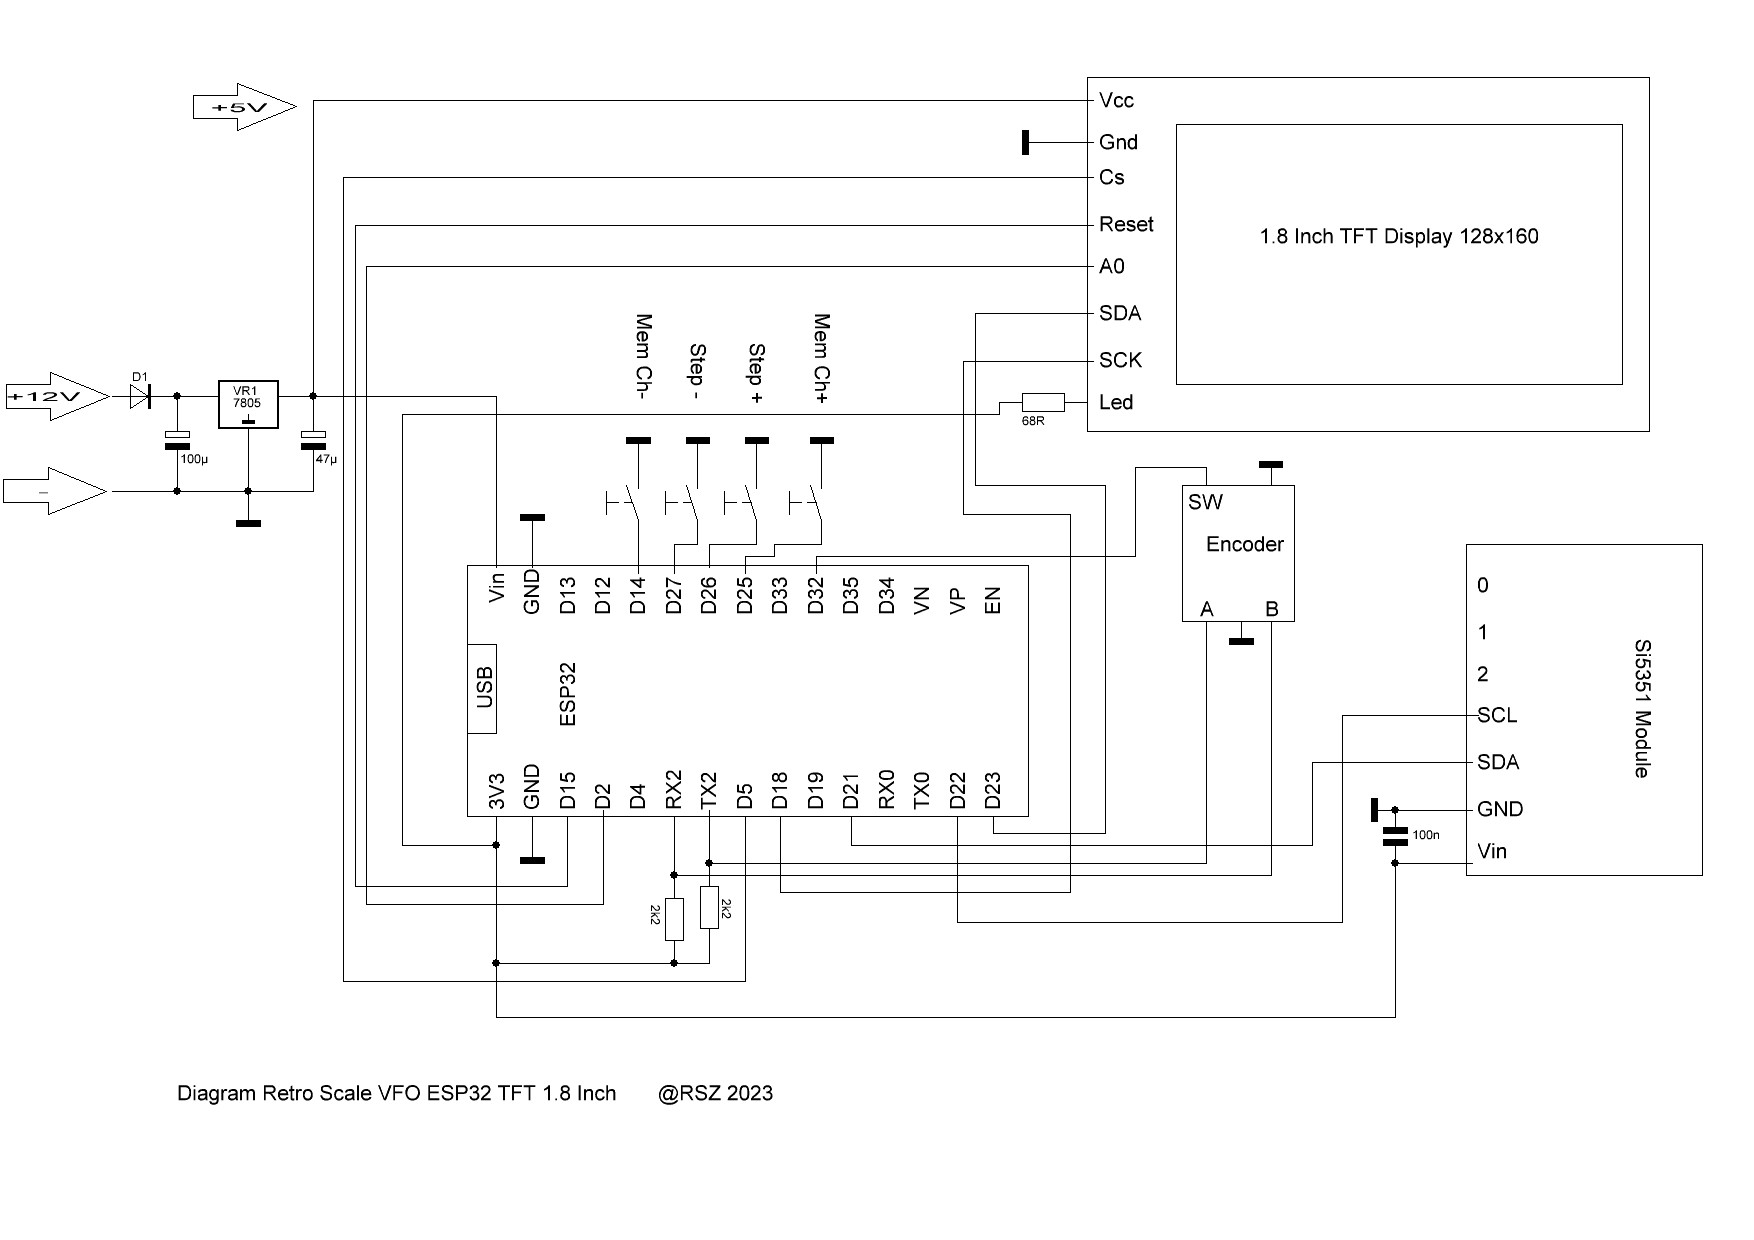 +5V
Vcc
Gnd
Cs
Reset
A0
SDA
SCK
Led
1.8 Inch TFT Display 128x160
68R
Mem Ch-
Step -
Step +
Mem Ch+
+12V
D1
VR1
7805
100µ
47µ
-
SW
Encoder
A
B
Vin
GND
D13
D12
D14
D27
D26
D25
D33
D32
D35
D34
VN
VP
EN
USB
ESP32
3V3
GND
D15
D2
D4
RX2
TX2
D5
D18
D19
D21
RX0
TX0
D22
D23
2k2
2k2
0
1
2
SCL
SDA
GND
Vin
Si5351 Module
100n
Diagram Retro Scale VFO ESP32 TFT 1.8 Inch @RSZ 2023